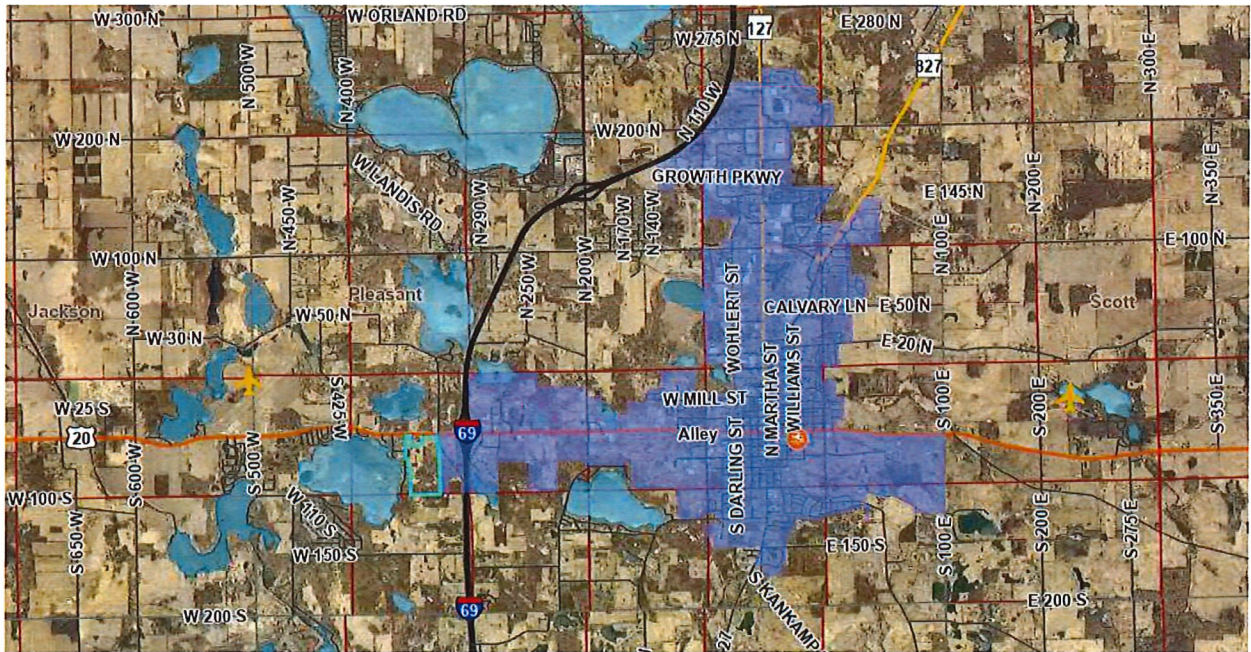 W 300 N
W ORLAND RD
W 275 N
127
E 280 N
827
N 300 E
N 500 W
N 400 W
N 110 W
W 200 N
W 200 N
GROWTH PKWY
E 145 N
N 200 E
N 350 E
W LANDIS RD
N 450 W
N 290 W
N 170 W
N 140 W
N 100 E
E 100 N
W 100 N
N 600 W
N 250 W
N 200 W
Jackson
Pleasant
WOHLERT ST
CALVARY LN
E 50 N
Scott
W 50 N
W 30 N
E 20 N
N MARTHA ST
WILLIAMS ST
W MILL ST
S 425 W
W 25 S
20
69
Alley
S DARLING ST
S 100 E
S 200 E
S 350 E
S 600 W
S 500 W
W 100 S
W 110 S
S 650 W
W 150 S
E 150 S
S 100 E
S 200 E
S 275 E
W 200 S
69
S KANKAMP
27
E 200 S